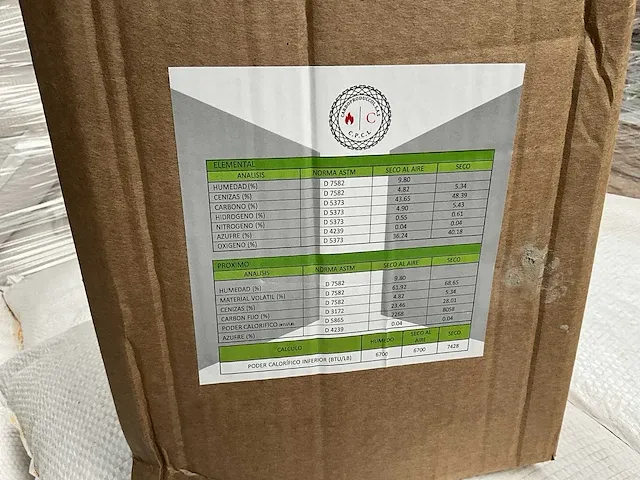 C
C.P.C.L
ELEMENTAL
ANALISIS NORMA ASTM SECO AL AIRE SECO
HUMEDAD (%) D 7582 9.80
CENIZAS (%) D 7582 4.82 5.34
CARBONO (%) D 5373 43.65 48.39
HIDROGENO (%) D 5373 4.90 5.43
NITROGENO (%) D 5373 0.55 0.61
AZUFRE (%) D 4239 0.04 0.04
OXIGENO (%) D 5373 36.24 40.18
PROXIMO
ANALISIS NORMA ASTM SECO AL AIRE SECO
HUMEDAD (%) D 7582 9.80
MATERIAL VOLATIL (%) D 7582 61.92 68.65
CENIZAS (%) D 7582 4.82 5.34
CARBON FIJO (%) D 3172 23.46 28.01
PODER CALORIFICO D 5865 7268 8058
AZUFRE (%) D 4239 0.04 0.04
CALCULO HUMEDO SECO AL AIRE SECO
PODER CALORÍFICO INFERIOR (BTU/LB) 6700 6700 7428